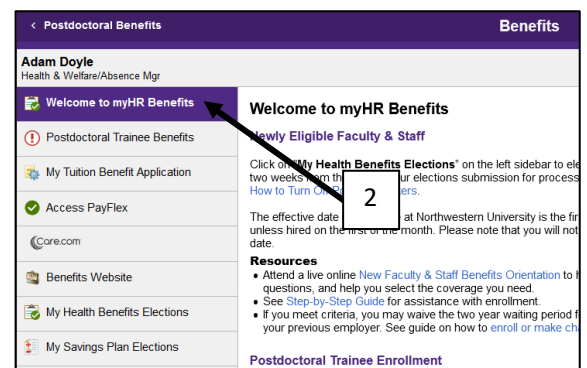 < Postdoctoral Benefits
Benefits
Adam Doyle
Health & Welfare/Absence Mgr
Welcome to myHR Benefits
Postdoctoral Trainee Benefits
My Tuition Benefit Application
Access PayFlex
Care.com
Benefits Website
My Health Benefits Elections
My Savings Plan Elections
Welcome to myHR Benefits
Newly Eligible Faculty & Staff
Click on "My Health Benefits Elections" on the left sidebar to
two weeks from ur elections submission for process
How to Turn O ers.
The effective date at Northwestern University is the
unless hired on the first of the month. Please note that you will not
date.
2
Resources
• Attend a live online New Faculty & Staff Benefits Orientation to
questions, and help you select the coverage you need.
• See Step-by-Step Guide for assistance with enrollment.
• If you meet criteria, you may waive the two year waiting period
your previous employer. See guide on how to enroll or make
Postdoctoral Trainee Enrollment